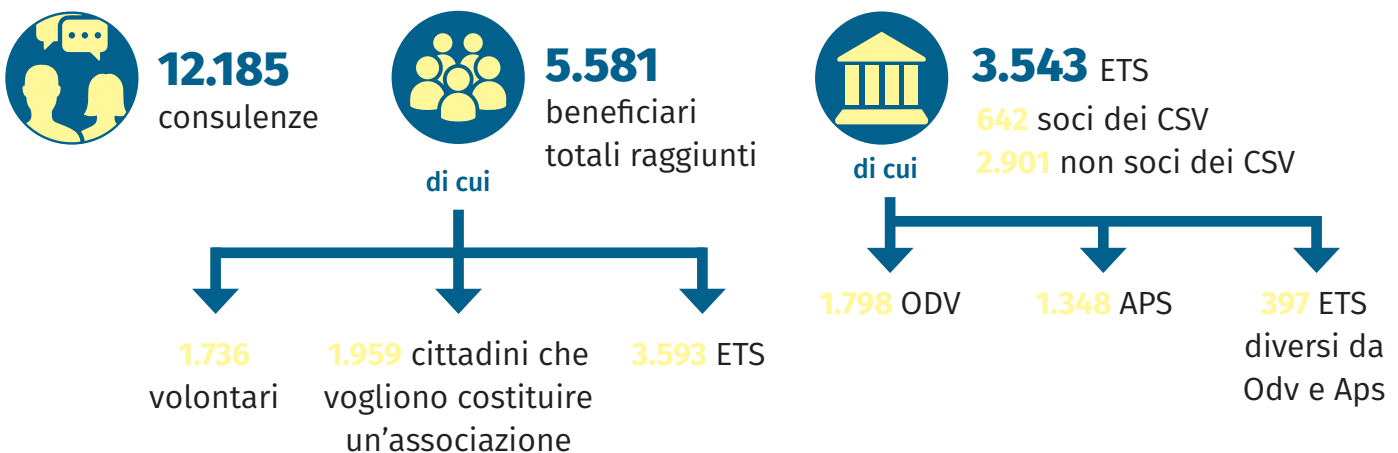 12.185
consulenze
5.581
beneficiari
totali raggiunti
di cui
1.736
volontari
1.959 cittadini che
vogliono costituire
un’associazione
3.593 ETS
3.543 ETS
642 soci dei CSV
2.901 non soci dei CSV
di cui
1.798 ODV
1.348 APS
397 ETS
diversi da
Odv e Aps